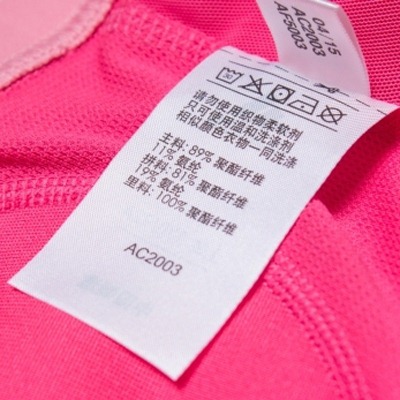 04/15
AC2003
AF5003
请勿使用织物柔软剂
只可使用温和洗涤剂
相似颜色衣物一同洗涤
主料: 89% 聚酯纤维
11% 氨纶
拼料: 81% 聚酯纤维
19% 氨纶
里料: 100% 聚酯纤维
AC2003